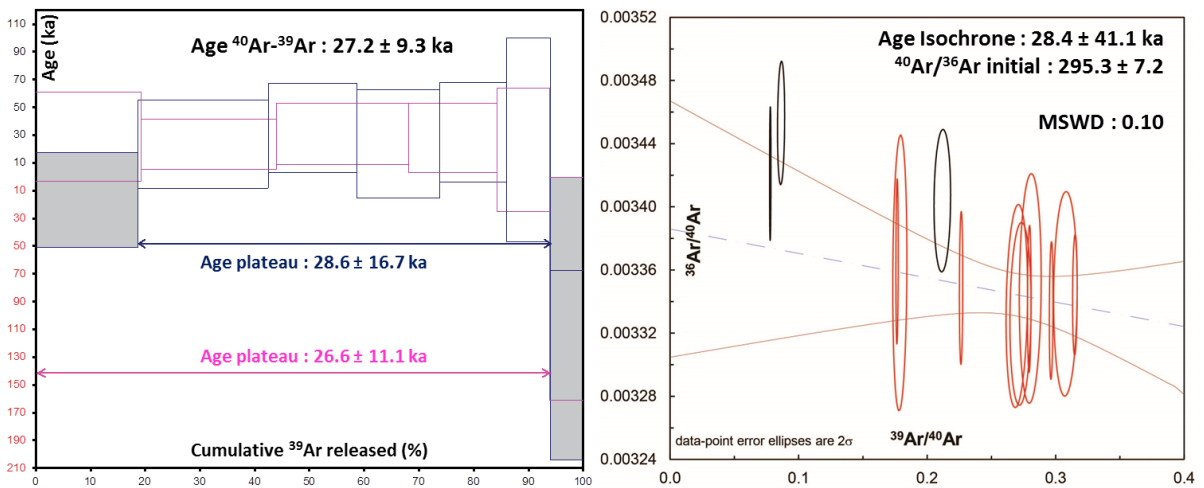 Age (ka)
110
90
70
50
30
10
10
30
50
70
90
110
130
150
170
190
210
Age ⁴⁰Ar-³⁹Ar : 27.2 ± 9.3 ka
Age plateau : 28.6 ± 16.7 ka
Age plateau : 26.6 ± 11.1 ka
Cumulative ³⁹Ar released (%)
0 10 20 30 40 50 60 70 80 90 100
0.00352
0.00348
0.00344
0.00340
0.00336
0.00332
0.00328
0.00324
³⁶Ar/⁴⁰Ar
Age Isochrone : 28.4 ± 41.1 ka
⁴⁰Ar/³⁶Ar initial : 295.3 ± 7.2
MSWD : 0.10
data-point error ellipses are 2σ
³⁹Ar/⁴⁰Ar
0.0 0.1 0.2 0.3 0.4